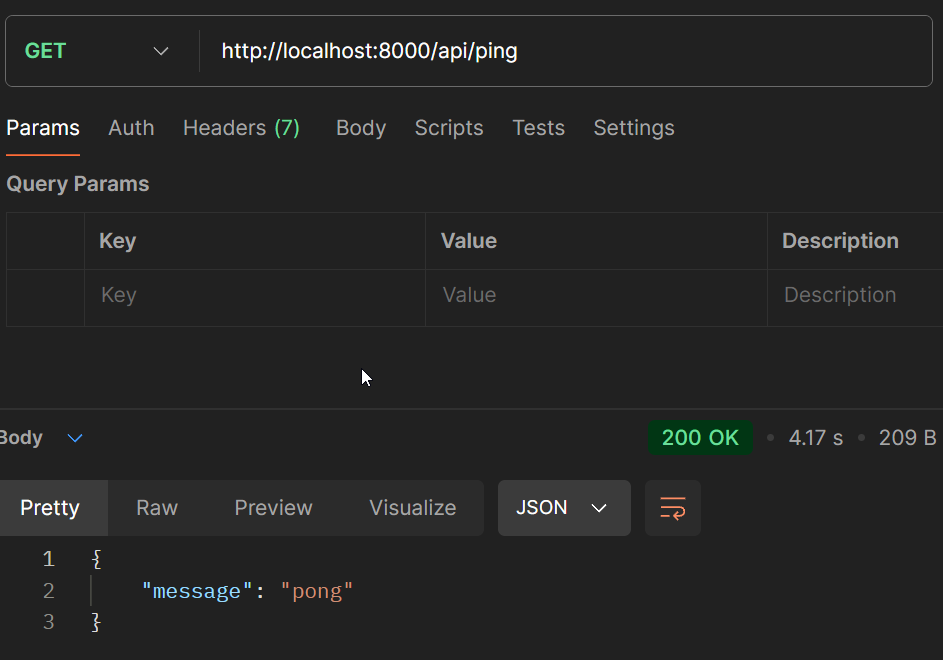 GET http://localhost:8000/api/ping
Params Auth Headers (7) Body Scripts Tests Settings
Query Params
Key Value Description
Key Value Description
Body 200 OK • 4.17 s • 209 B
Pretty Raw Preview Visualize JSON
1 {
2 "message": "pong"
3 }